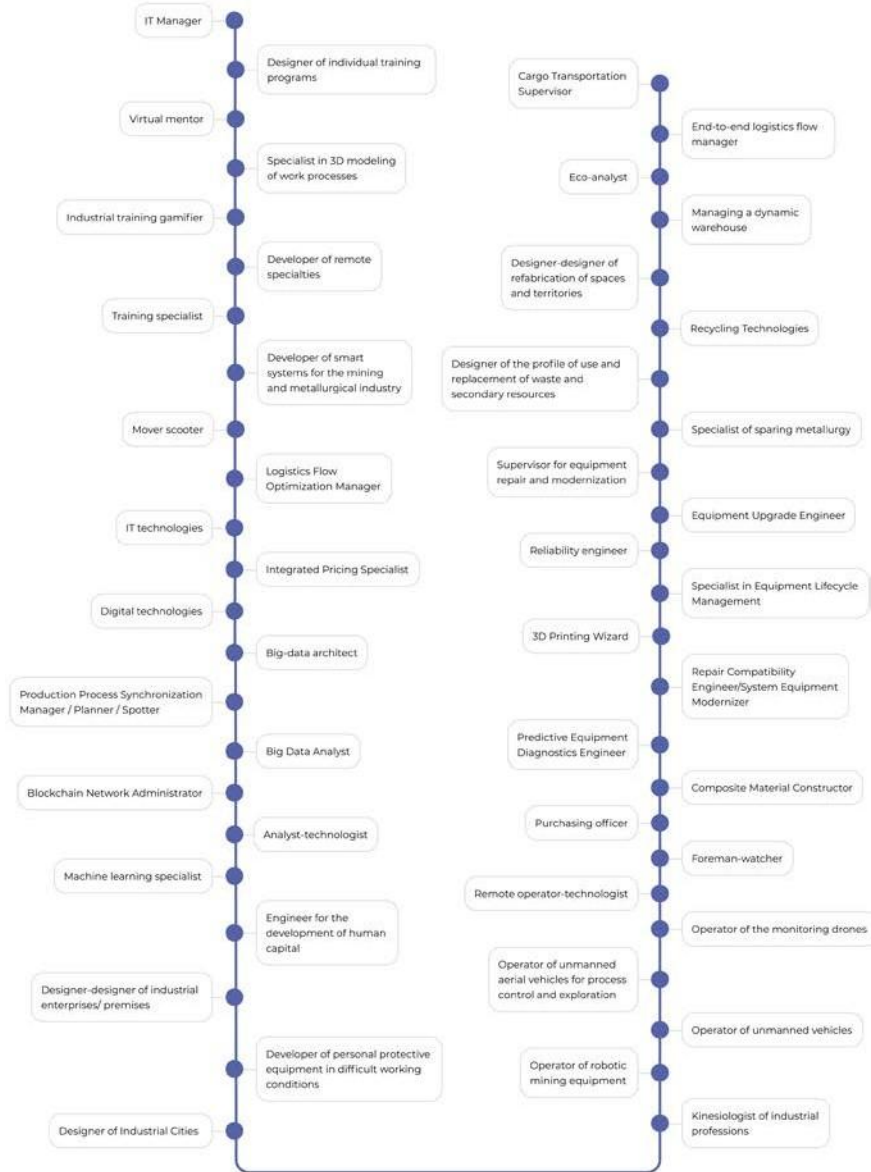 IT Manager
Designer of individual training
programs
Virtual mentor
Specialist in 3D modeling
of work processes
Industrial training gamifier
Developer of remote
specialties
Training specialist
Developer of smart
systems for the mining
and metallurgical industry
Mover scooter
Logistics Flow
Optimization Manager
IT technologies
Integrated Pricing Specialist
Digital technologies
Big-data architect
Production Process Synchronization
Manager / Planner / Spotter
Big Data Analyst
Blockchain Network Administrator
Analyst-technologist
Machine learning specialist
Engineer for the
development of human
capital
Designer-designer of industrial
enterprises/ premises
Developer of personal protective
equipment in difficult working
conditions
Designer of Industrial Cities
Cargo Transportation
Supervisor
End-to-end logistics flow
manager
Eco-analyst
Managing a dynamic
warehouse
Designer-designer of
refabrication of spaces
and territories
Recycling Technologies
Designer of the profile of use and
replacement of waste and
secondary resources
Specialist of sparing metallurgy
Supervisor for equipment
repair and modernization
Equipment Upgrade Engineer
Reliability engineer
Specialist in Equipment Lifecycle
Management
3D Printing Wizard
Repair Compatibility
Engineer/System Equipment
Modernizer
Predictive Equipment
Diagnostics Engineer
Composite Material Constructor
Purchasing officer
Foreman-watcher
Remote operator-technologist
Operator of the monitoring drones
Operator of unmanned
aerial vehicles for process
control and exploration
Operator of unmanned vehicles
Operator of robotic
mining equipment
Kinesiologist of industrial
professions